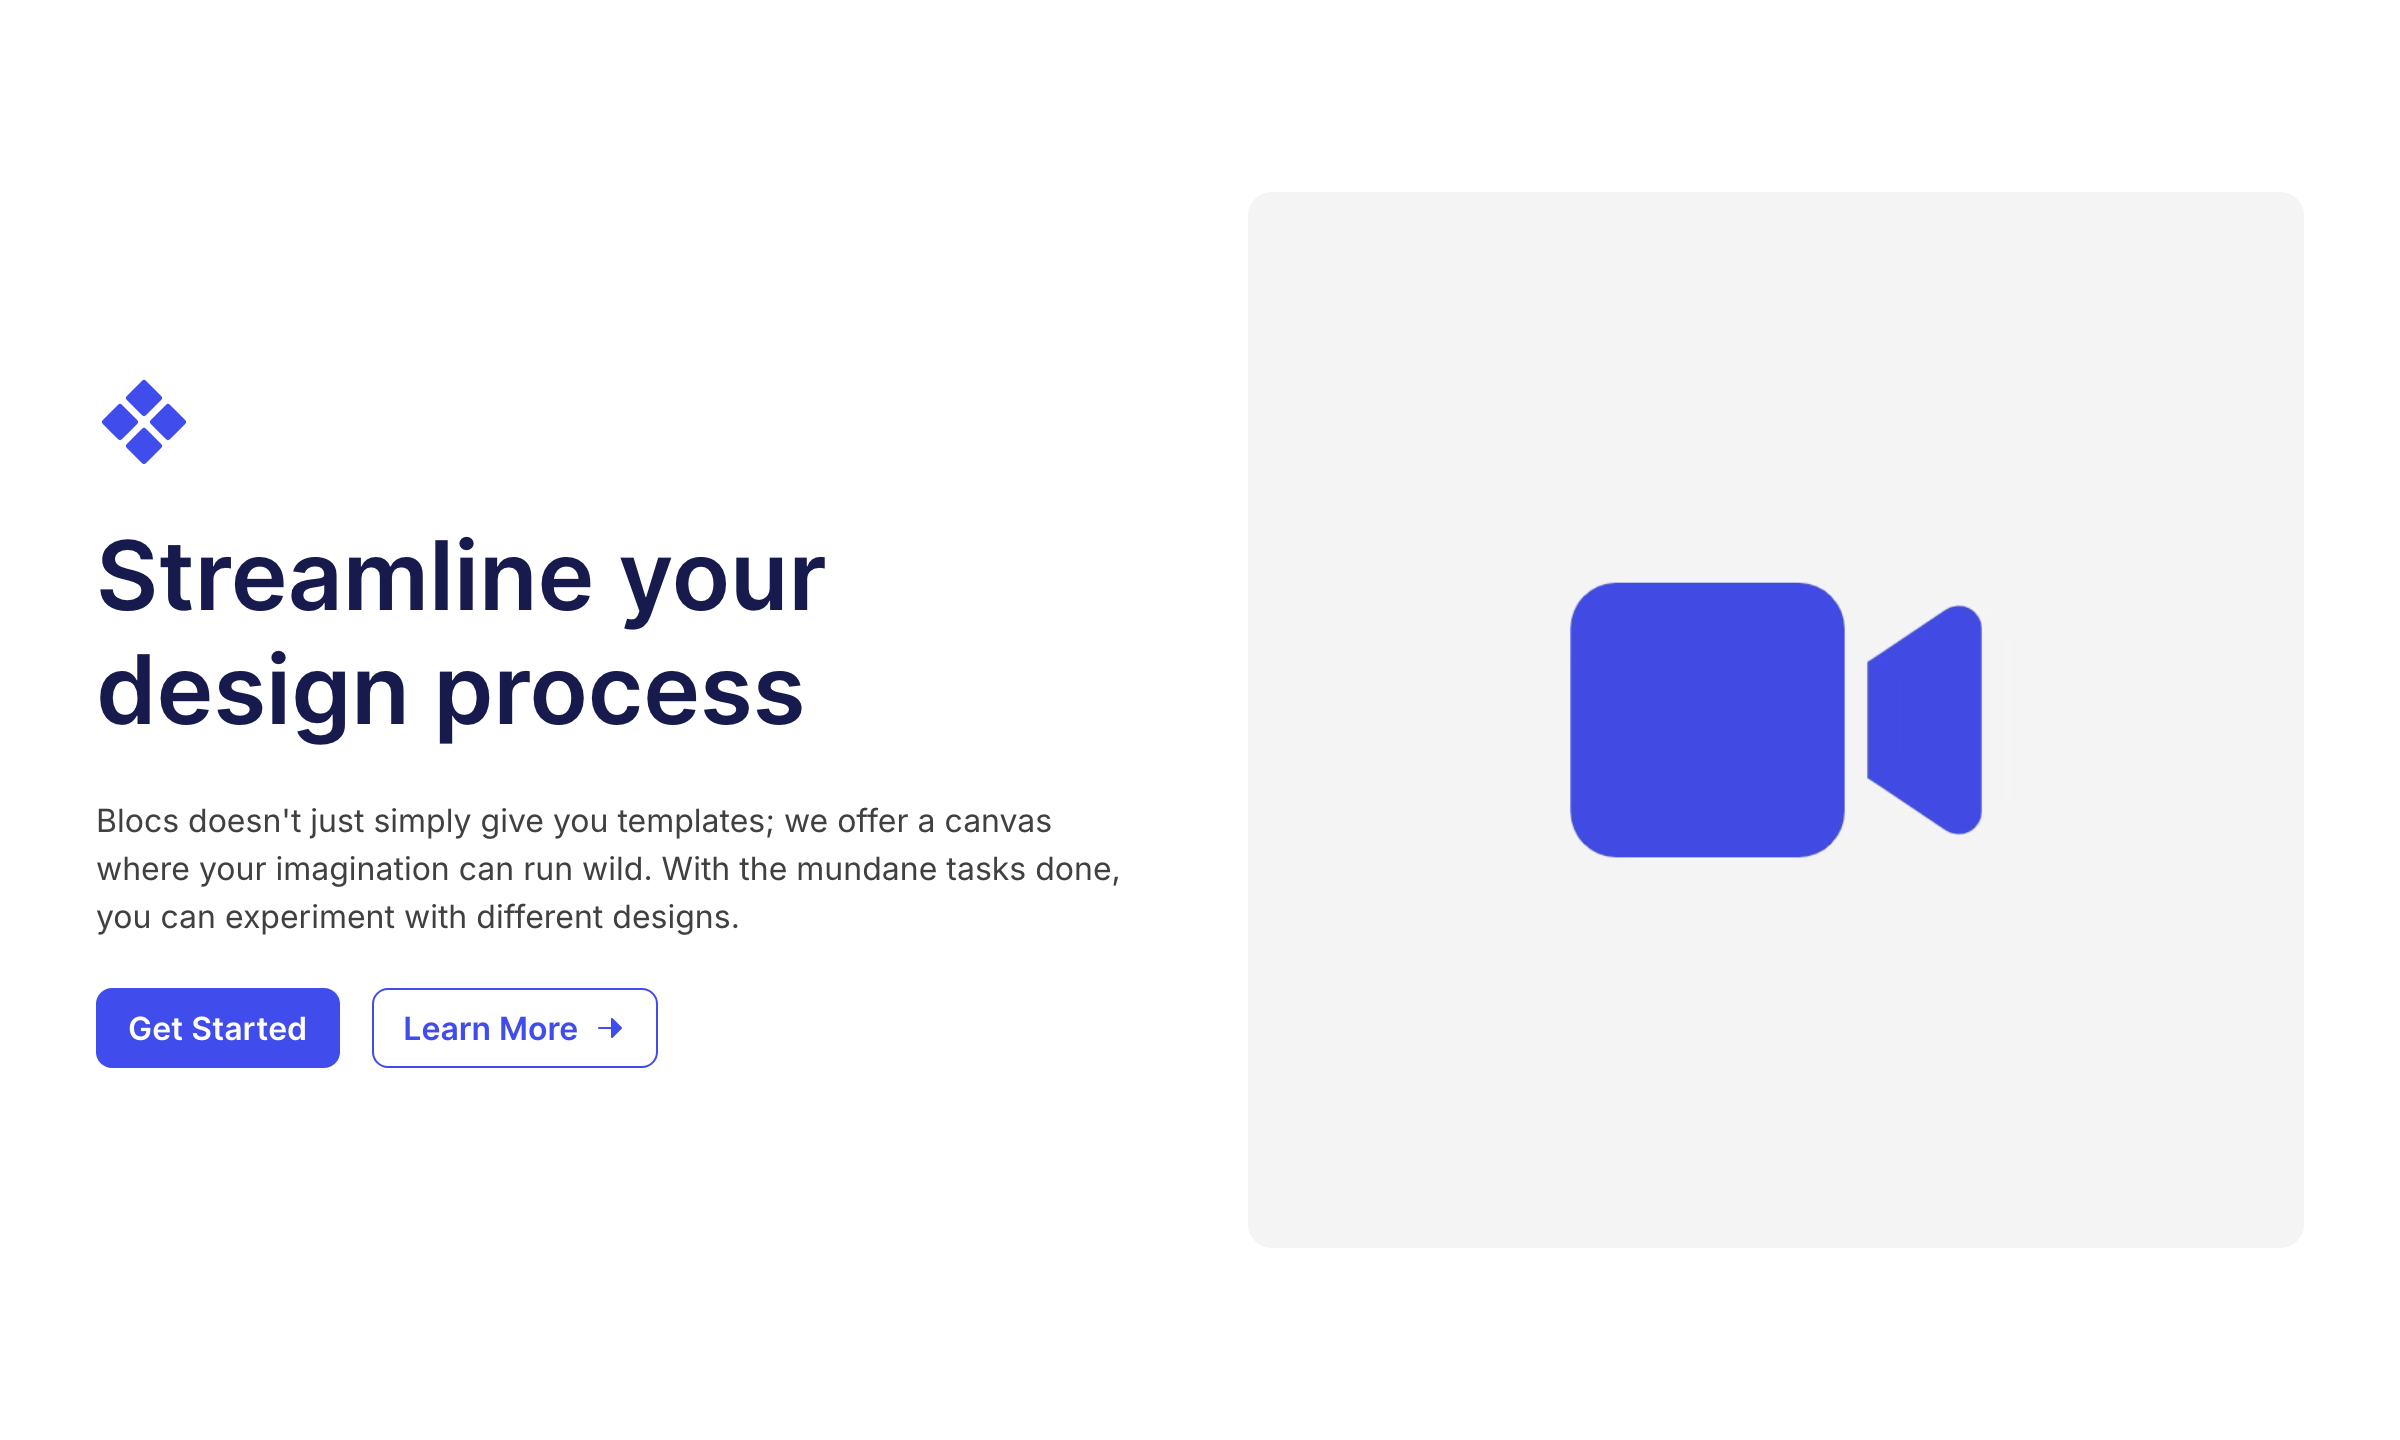 Streamline your
design process
Blocs doesn't just simply give you templates; we offer a canvas
where your imagination can run wild. With the mundane tasks done,
you can experiment with different designs.
Get Started
Learn More